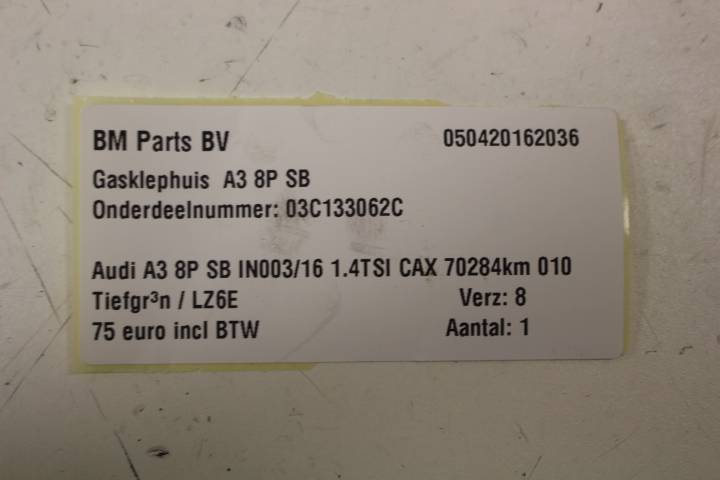 BM Parts BV 050420162036
Gasklephuis A3 8P SB
Onderdeelnummer: 03C133062C
Audi A3 8P SB IN003/16 1.4TSI CAX 70284km 010
Tiefgr³n / LZ6E Verz: 8
75 euro incl BTW Aantal: 1